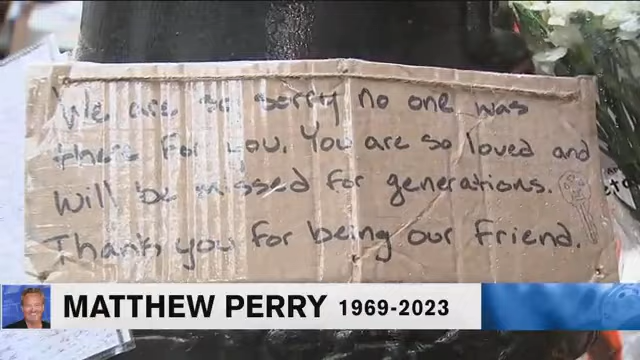 We are so sorry no one was
there for you. You are so loved and
will be missed for generations.
Thank you for being our friend.
MATTHEW PERRY 1969-2023